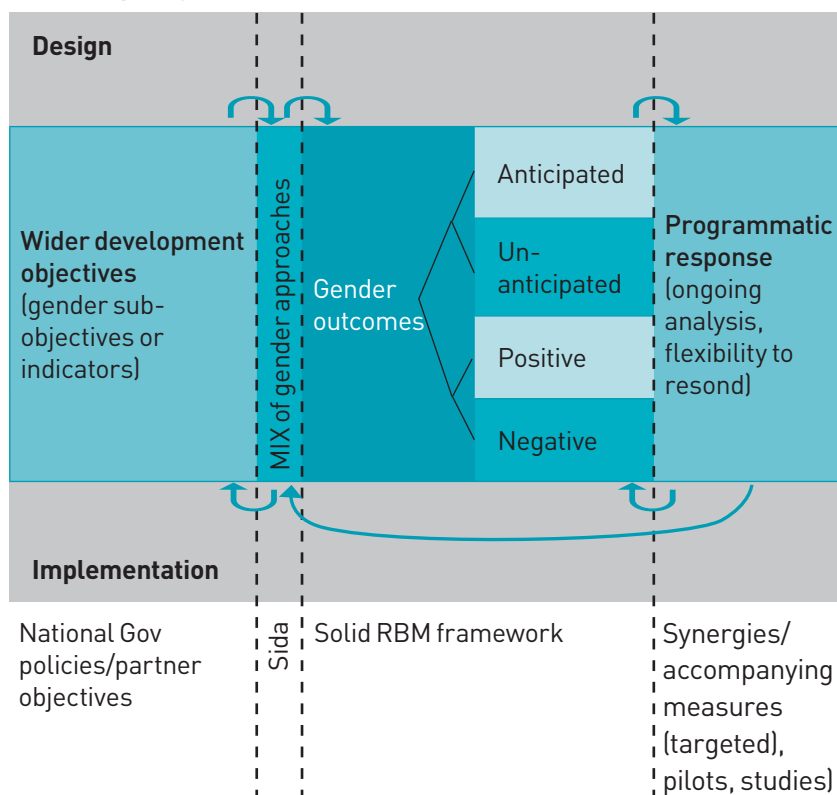 Design
Wider development
objectives
(gender sub-
objectives or
indicators)
MIX of gender approaches
Gender
outcomes
Anticipated
Un-
anticipated
Positive
Negative
Programmatic
response
(ongoing
analysis,
flexibility to
resond)
Implementation
National Gov
policies/partner
objectives
Sida
Solid RBM framework
Synergies/
accompanying
measures
(targeted),
pilots, studies)